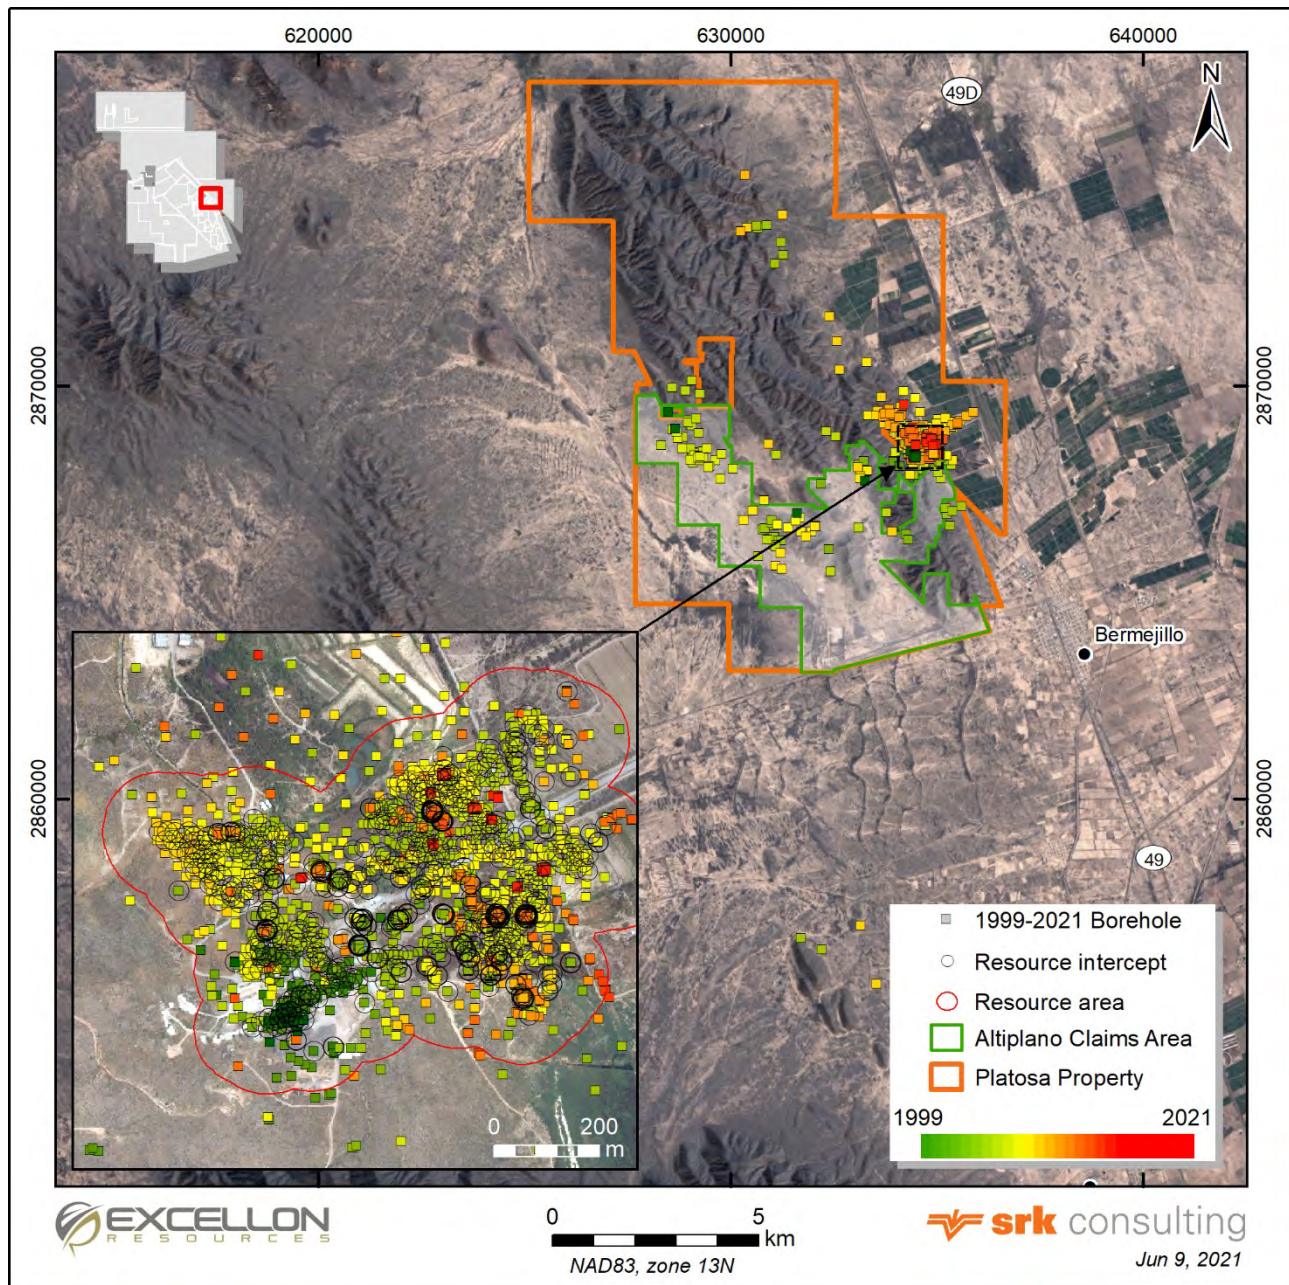 620000
630000
640000
49D
N
2870000
2870000
Bermejillo
2860000
2860000
49
1999-2021 Borehole
Resource intercept
Resource area
Altiplano Claims Area
Platosa Property
1999
2021
0
200
m
EXCELLON
RESOURCES
0
5
km
NAD83, zone 13N
srk consulting
Jun 9, 2021